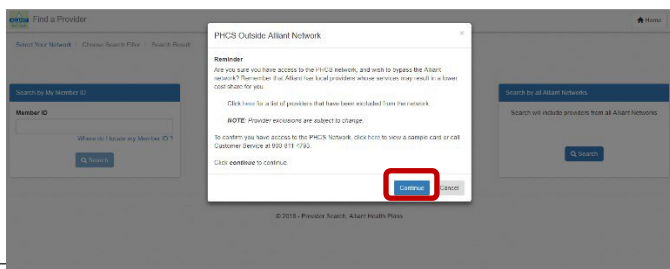 Find a Provider
Home
Select Your Network / Choose Search Filter / Search Result
PHCS Outside Alliant Network
×
Reminder
Are you sure you have access to the PHCS network, and wish to bypass the Alliant
network? Remember that Alliant has local providers whose services may result in a lower
cost share for you.
Click here for a list of providers that have been excluded from the network.
NOTE: Provider exclusions are subject to change.
To confirm you have access to the PHCS Network, click here to view a sample card or call
Customer Service at 800 811 4793.
Click continue to continue.
Continue
Cancel
Search by My Member ID
Member ID
Where do I locate my Member ID ?
Search
Search by all Alliant Networks
Search will include providers from all Alliant Networks
Search
© 2018 - Provider Search, Alliant Health Plans